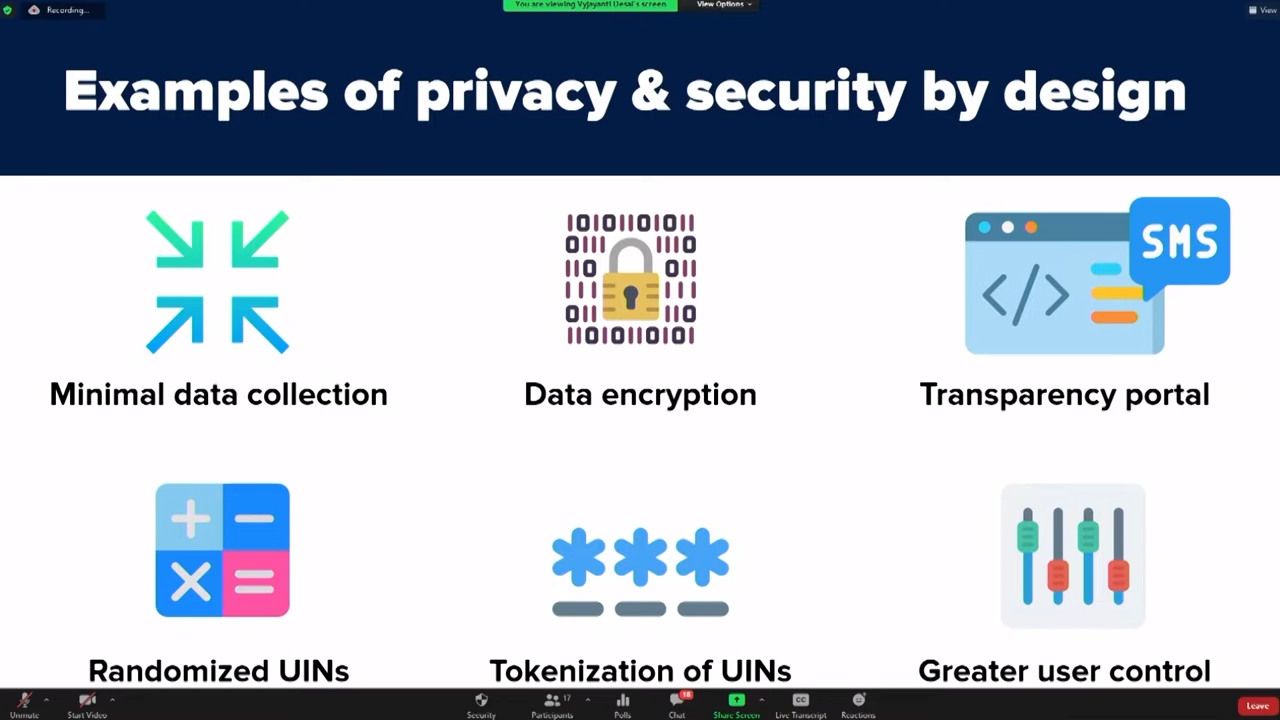 Recording...
You are viewing Vyjayanti Desai's screen
View Options
View
Examples of privacy & security by design
SMS
</>
Minimal data collection
Data encryption
Transparency portal
Randomized UINs
Tokenization of UINs
Greater user control
Unmute
Start Video
Security
Participants
17
Polls
Chat
18
Share Screen
CC
Live Transcript
Reactions
Leave